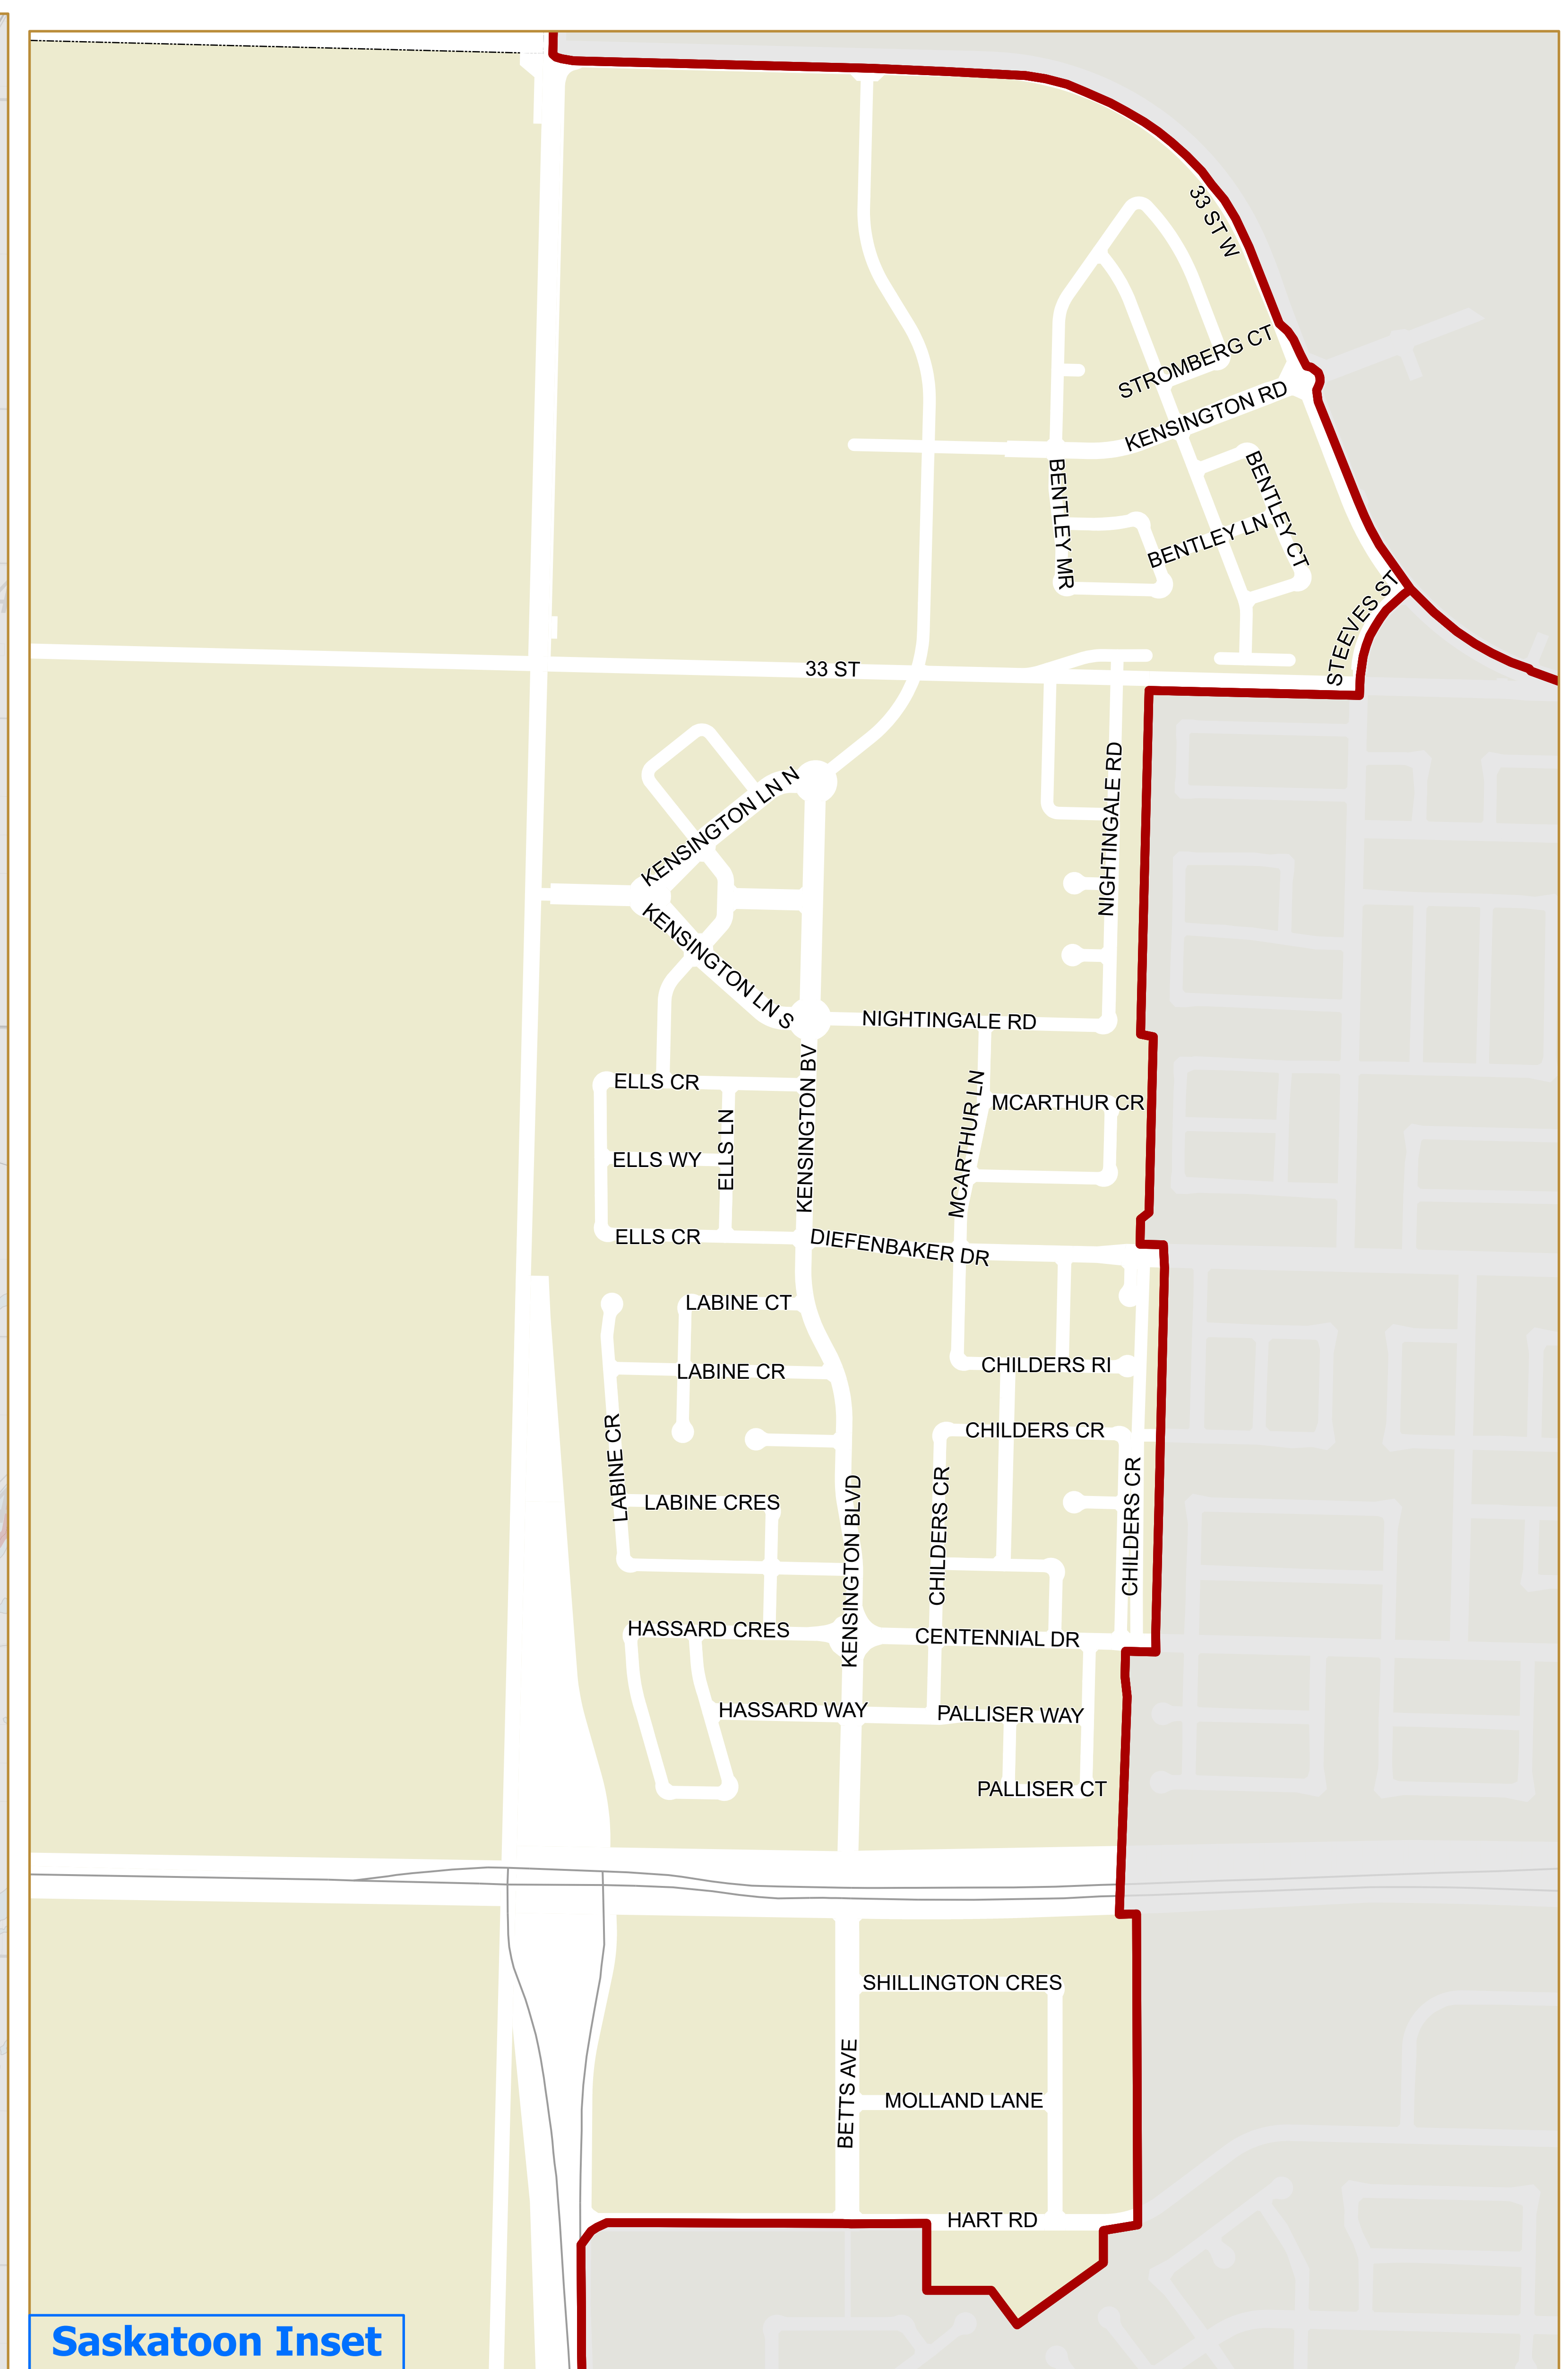 33 ST W
STROMBERG CT
KENSINGTON RD
BENTLEY MR
BENTLEY CT
BENTLEY LN
STEEVES ST
33 ST
NIGHTINGALE RD
KENSINGTON LN N
KENSINGTON LN S
NIGHTINGALE RD
KENSINGTON BV
ELLS CR
MCARTHUR LN
MCARTHUR CR
ELLS LN
ELLS WY
ELLS CR
DIEFENBAKER DR
LABINE CT
LABINE CR
CHILDERS RI
LABINE CR
CHILDERS CR
CHILDERS CR
CHILDERS CR
LABINE CRES
KENSINGTON BLVD
HASSARD CRES
CENTENNIAL DR
HASSARD WAY
PALLISER WAY
PALLISER CT
SHILLINGTON CRES
BETTS AVE
MOLLAND LANE
HART RD
Saskatoon Inset